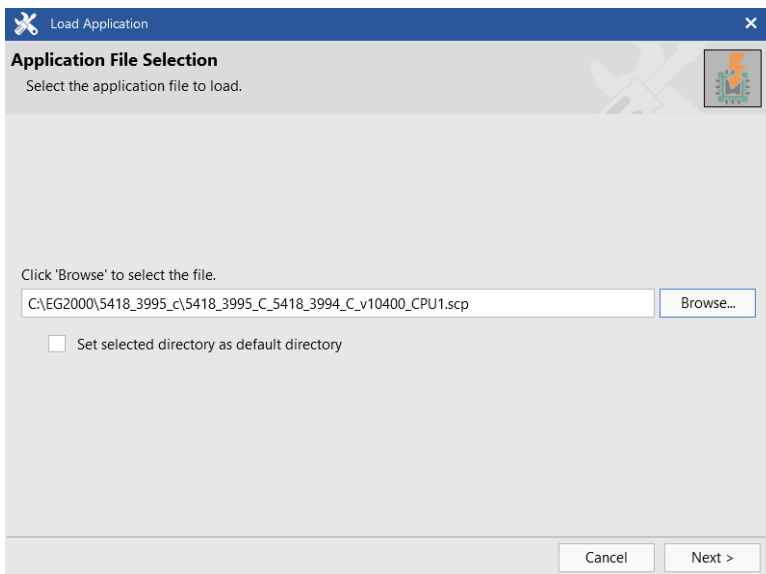 Load Application
Application File Selection
Select the application file to load.
Click 'Browse' to select the file.
C:\EG2000\5418_3995_c\5418_3995_C_5418_3994_C_v10400_CPU1.scp
Browse...
Set selected directory as default directory
Cancel
Next >